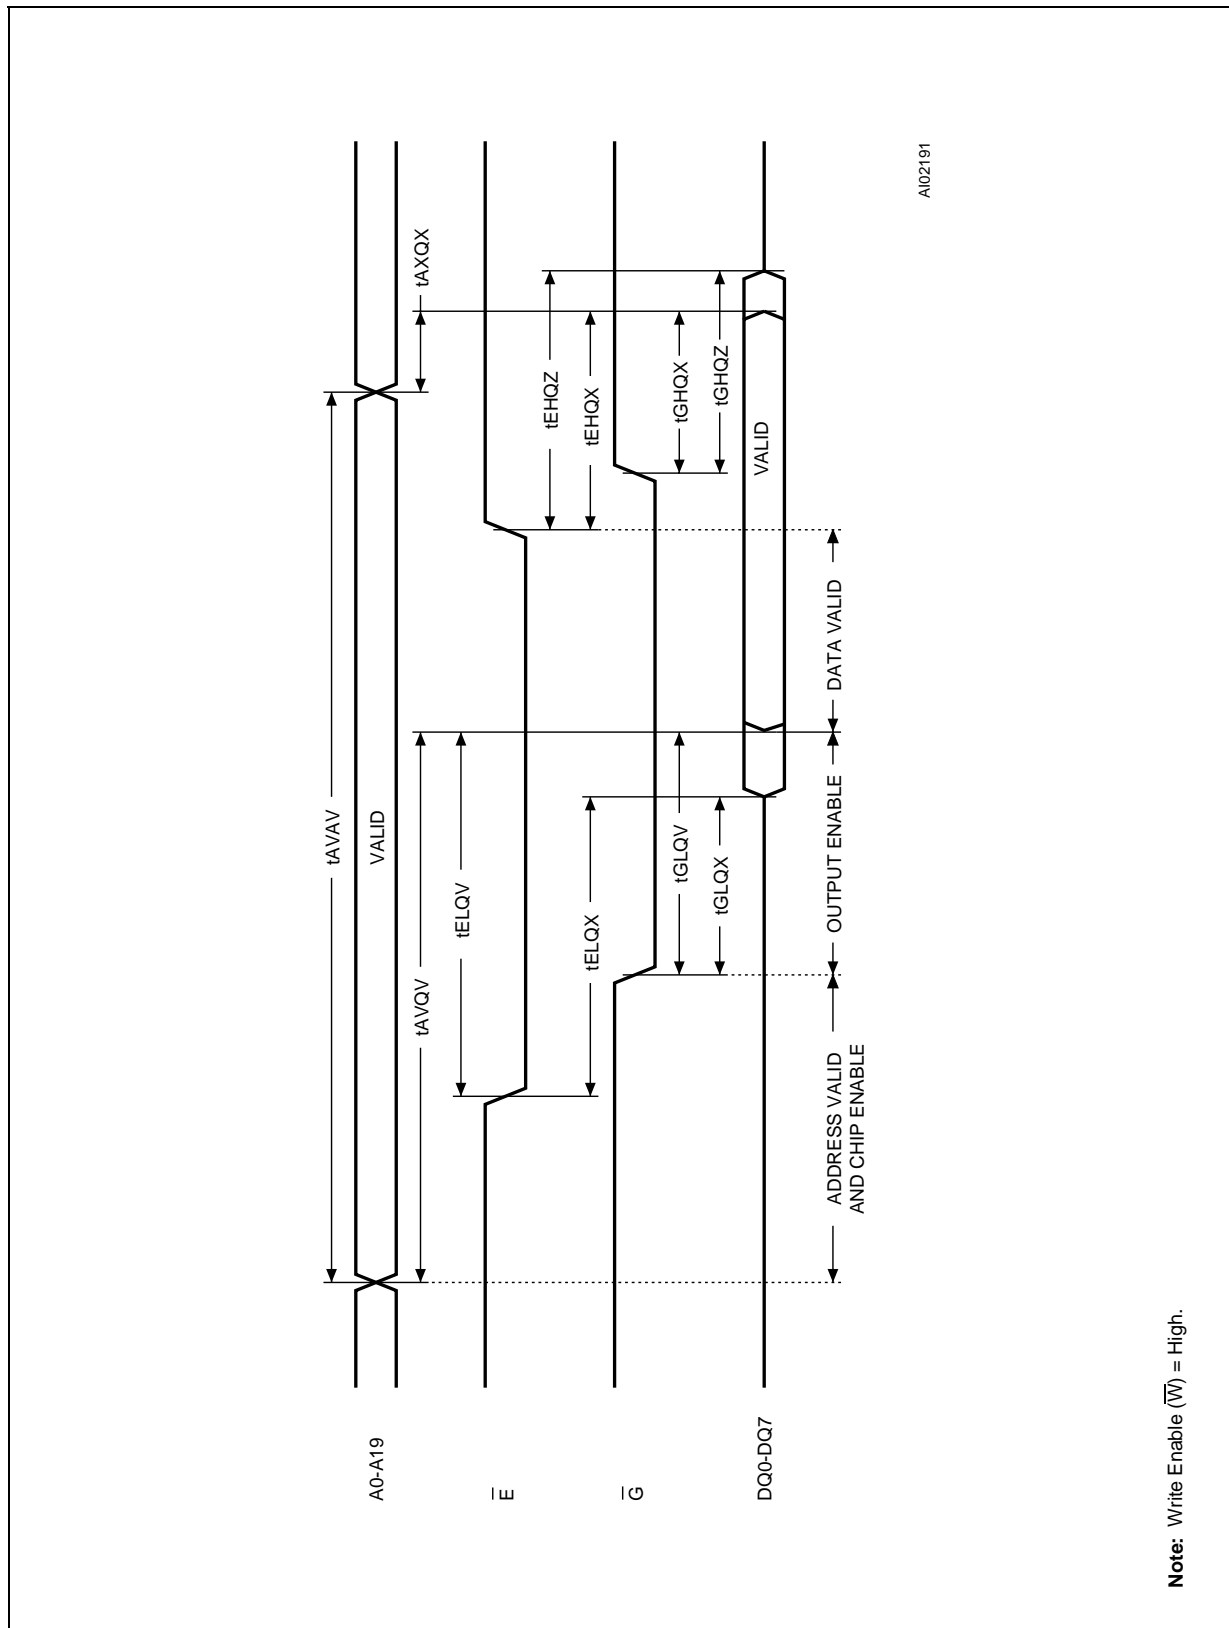 tAVAV
A0-A19
VALID
tAVQV
tAXQX
tELQV
E
tEHQZ
tELQX
tEHQX
G
tGLQV
tGHQX
tGLQX
tGHQZ
DQ0-DQ7
VALID
ADDRESS VALID
AND CHIP ENABLE
OUTPUT ENABLE
DATA VALID
AI02191
Note: Write Enable (W̅) = High.